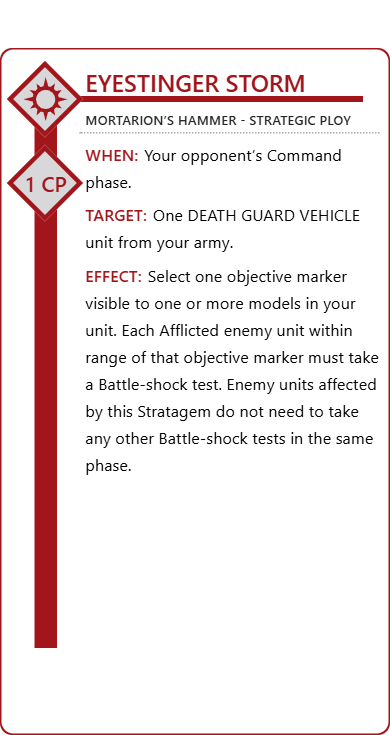 EYESTINGER STORM
MORTARION’S HAMMER - STRATEGIC PLOY
1 CP
WHEN: Your opponent’s Command
phase.
TARGET: One DEATH GUARD VEHICLE
unit from your army.
EFFECT: Select one objective marker
visible to one or more models in your
unit. Each Afflicted enemy unit within
range of that objective marker must take
a Battle-shock test. Enemy units affected
by this Stratagem do not need to take
any other Battle-shock tests in the same
phase.